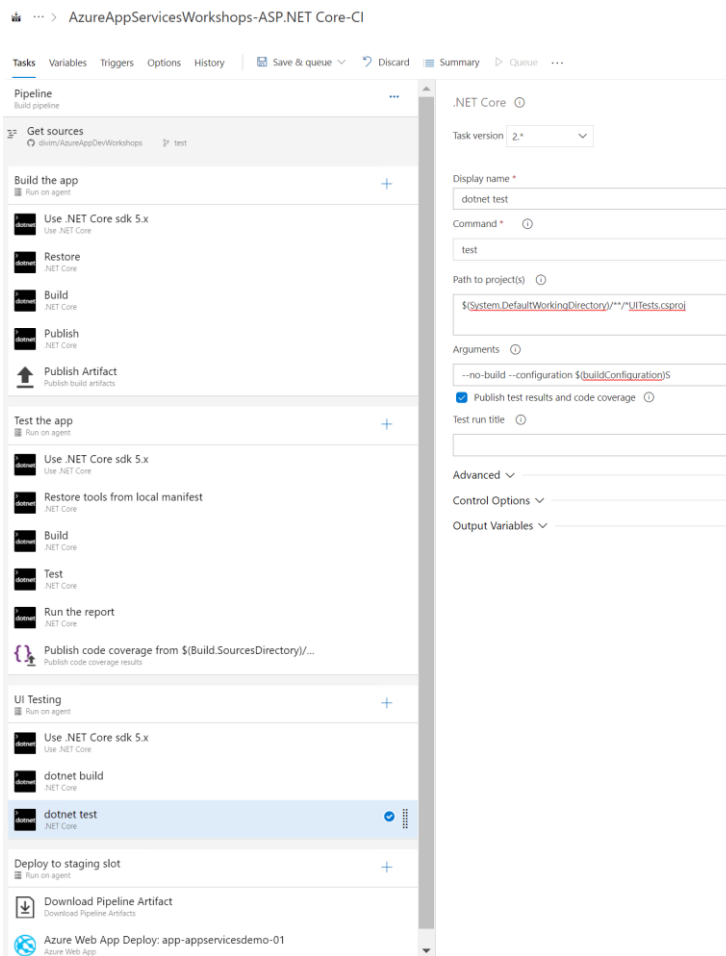 ··· > AzureAppServicesWorkshops-ASP.NET Core-CI
Tasks Variables Triggers Options History Save & queue Discard Summary Queue ···
Pipeline
Build pipeline
Get sources
divim/AzureAppDevWorkshops test
Build the app
Run on agent
Use .NET Core sdk 5.x
Use .NET Core
Restore
.NET Core
Build
.NET Core
Publish
.NET Core
Publish Artifact
Publish build artifacts
Test the app
Run on agent
Use .NET Core sdk 5.x
Use .NET Core
Restore tools from local manifest
.NET Core
Build
.NET Core
Test
.NET Core
Run the report
.NET Core
Publish code coverage from $(Build.SourcesDirectory)/...
Publish code coverage results
UI Testing
Run on agent
Use .NET Core sdk 5.x
Use .NET Core
dotnet build
.NET Core
dotnet test
.NET Core
Deploy to staging slot
Run on agent
Download Pipeline Artifact
Download Pipeline Artifacts
Azure Web App Deploy: app-appservicesdemo-01
Azure Web App
.NET Core
Task version 2.*
Display name *
dotnet test
Command *
test
Path to project(s)
$(System.DefaultWorkingDirectory)/**/*UITests.csproj
Arguments
--no-build --configuration $(buildConfiguration)S
Publish test results and code coverage
Test run title
Advanced
Control Options
Output Variables